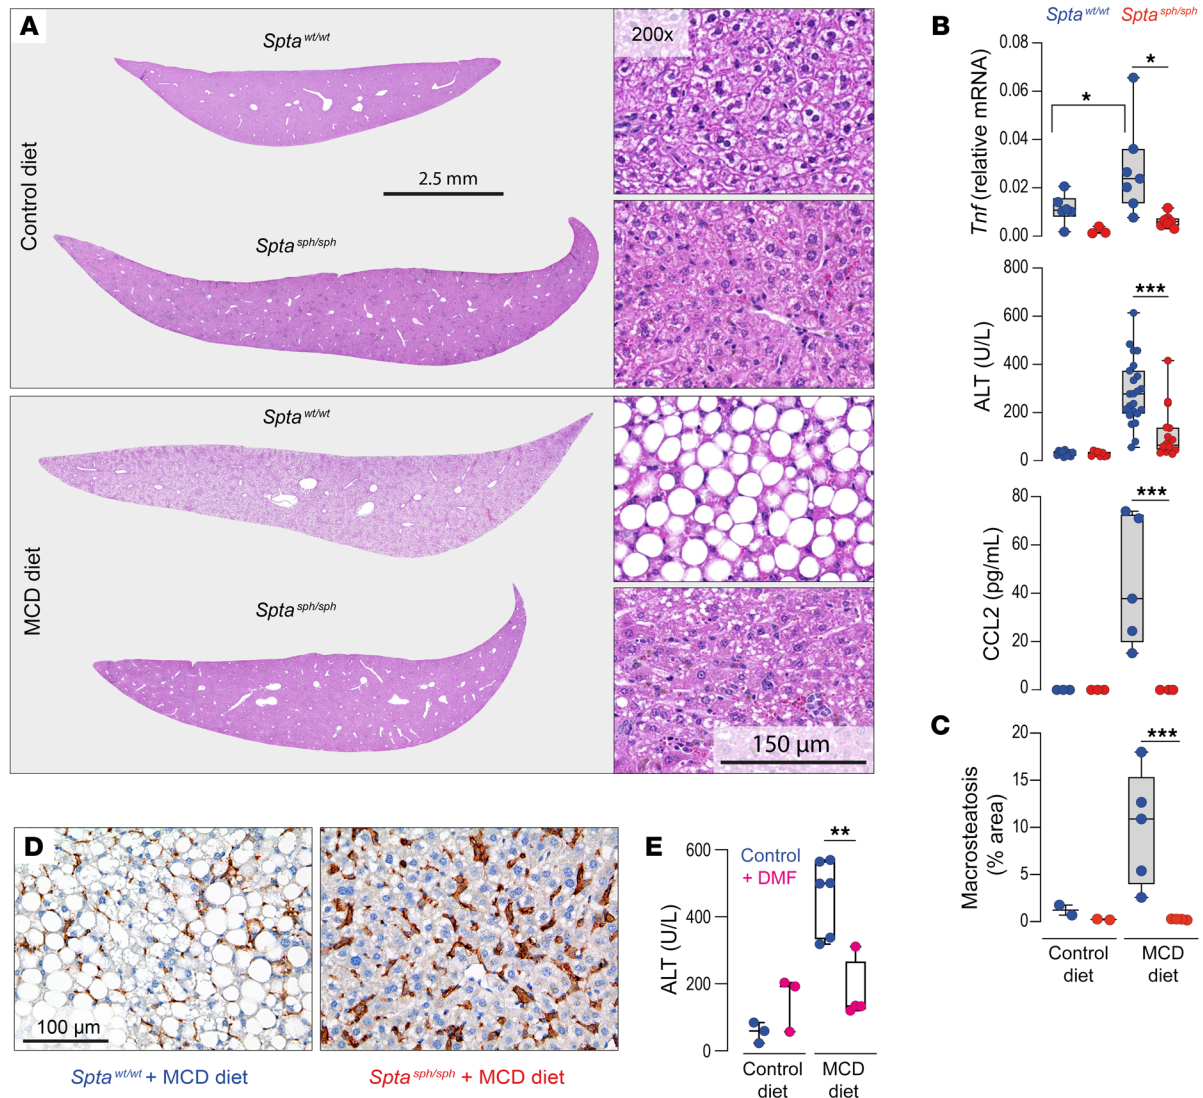 A
Spta wt/wt
200x
Control diet
2.5 mm
Spta sph/sph
Spta wt/wt
MCD diet
Spta sph/sph
150 µm
B
Spta wt/wt Spta sph/sph
Tnf (relative mRNA)
0.08
0.06
0.04
0.02
0.00
*
*
ALT (U/L)
800
600
400
200
0
***
CCL2 (pg/mL)
80
60
40
20
0
***
C
Macrosteatosis
(% area)
20
15
10
5
0
***
Control
diet
MCD
diet
D
100 µm
Spta wt/wt + MCD diet
Spta sph/sph + MCD diet
E
Control
+ DMF
ALT (U/L)
600
400
200
0
**
Control
diet
MCD
diet